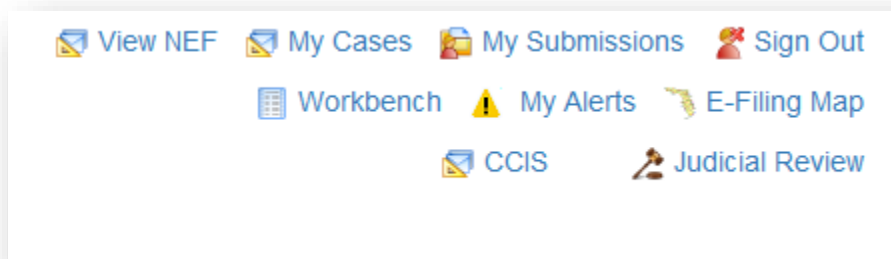 View NEF My Cases My Submissions Sign Out
Workbench My Alerts E-Filing Map
CCIS Judicial Review